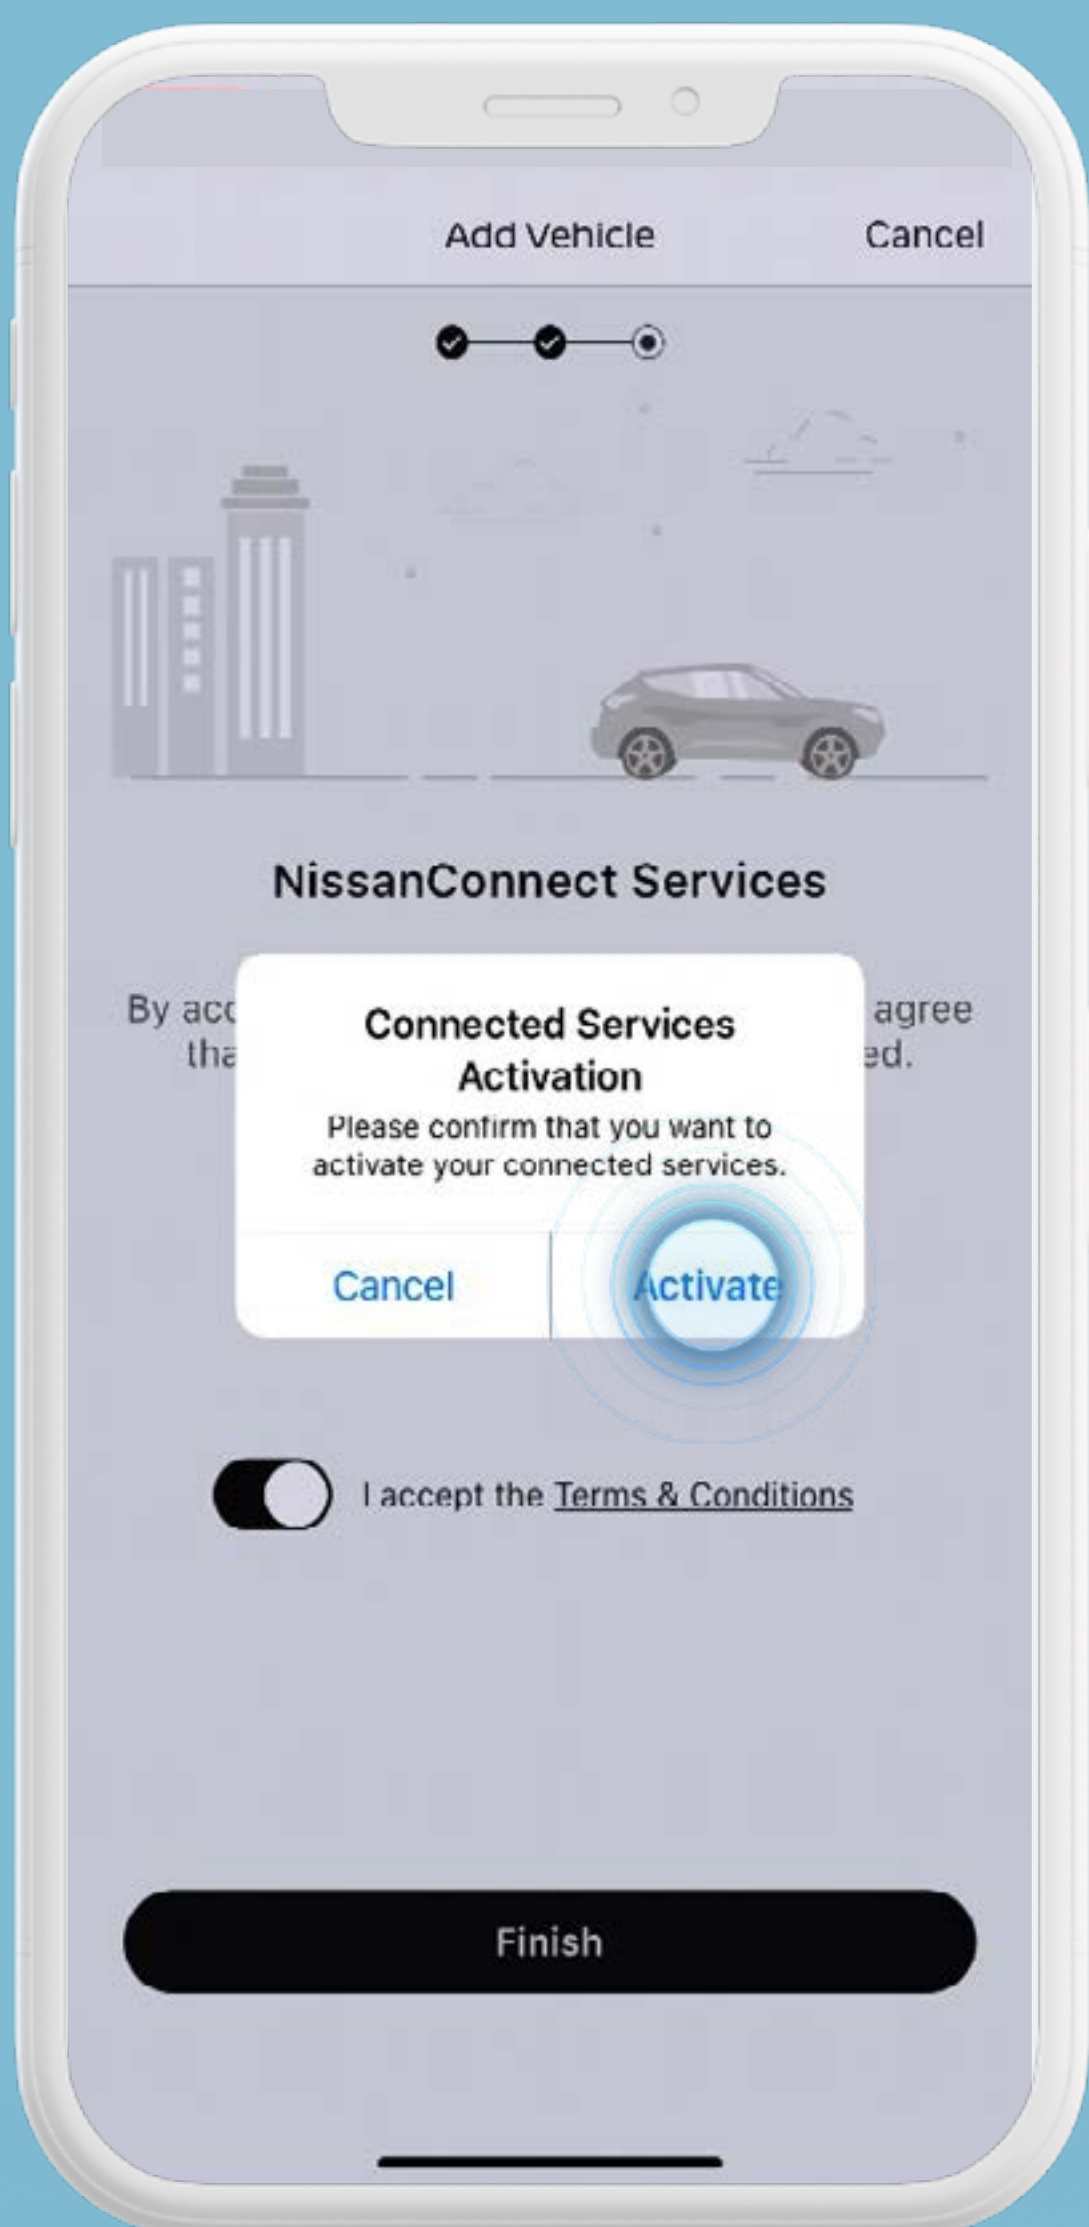 Add Vehicle Cancel
NissanConnect Services
By acc agree
tha ed.
Connected Services
Activation
Please confirm that you want to
activate your connected services.
Cancel Activate
I accept the Terms & Conditions
Finish